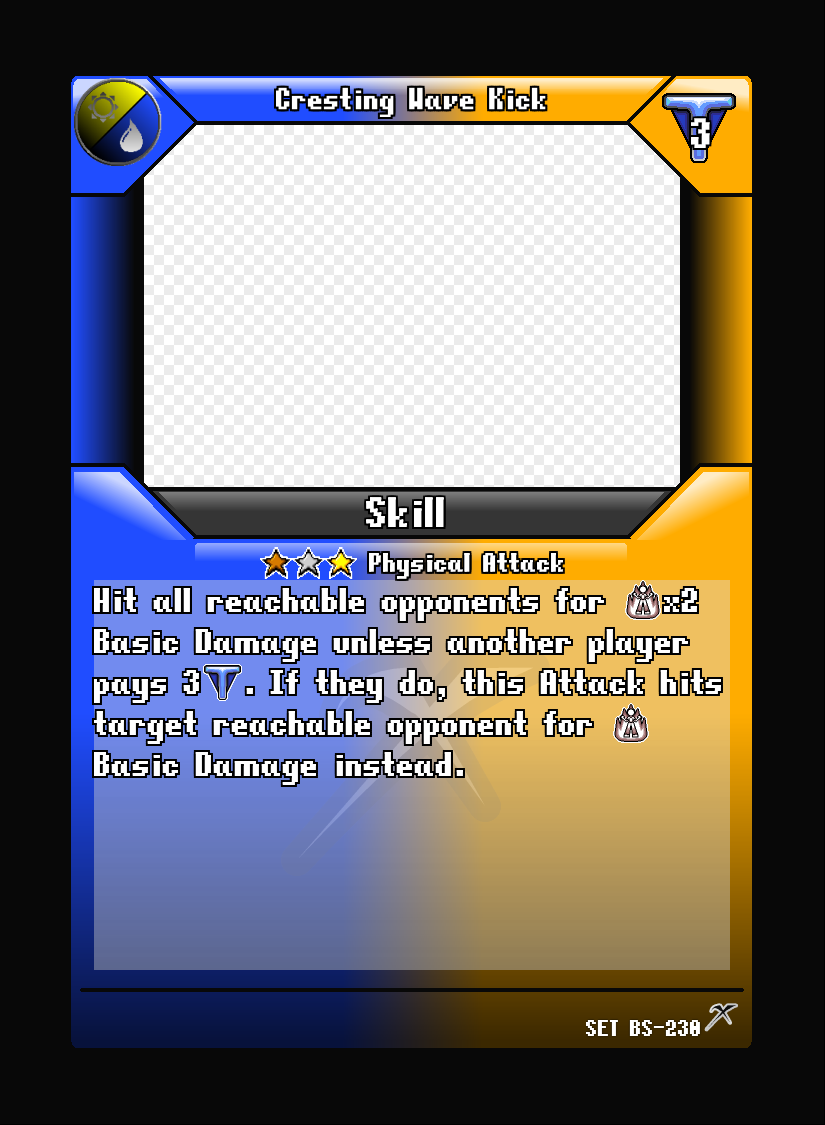 Cresting Wave Kick
3
Skill
Physical Attack
Hit all reachable opponents for A x2
Basic Damage unless another player
pays 3 T. If they do, this Attack hits
target reachable opponent for A
Basic Damage instead.
SET BS-230